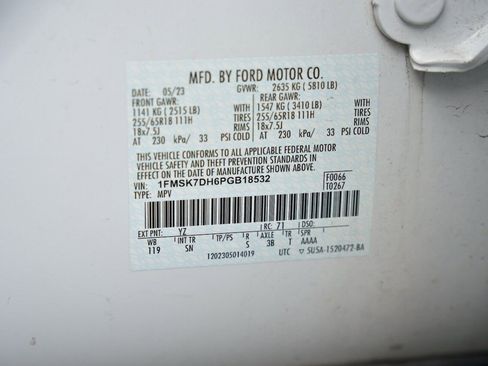 MFD. BY FORD MOTOR CO.
DATE: 05/23 GVWR: 2635 KG ( 5810 LB)
FRONT GAWR: REAR GAWR:
1141 KG ( 2515 LB) WITH 1547 KG ( 3410 LB) WITH
255/65R18 111H TIRES 255/65R18 111H TIRES
18x7.5J RIMS 18x7.5J RIMS
AT 230 kPa/ 33 PSI COLD AT 230 kPa/ 33 PSI COLD
THIS VEHICLE CONFORMS TO ALL APPLICABLE FEDERAL MOTOR
VEHICLE SAFETY AND THEFT PREVENTION STANDARDS IN
EFFECT ON THE DATE OF MANUFACTURE SHOWN ABOVE.
VIN: 1FMSK7DH6PGB18532 F0066
TYPE: MPV T0267
EXT PNT: YZ RC: 71 DSO:
WB INT TR TP/PS R AXLE TR SPR
119 SN S 3B T AAAA
1202305014019 UTC ▽ 5U5A-1520472-BA